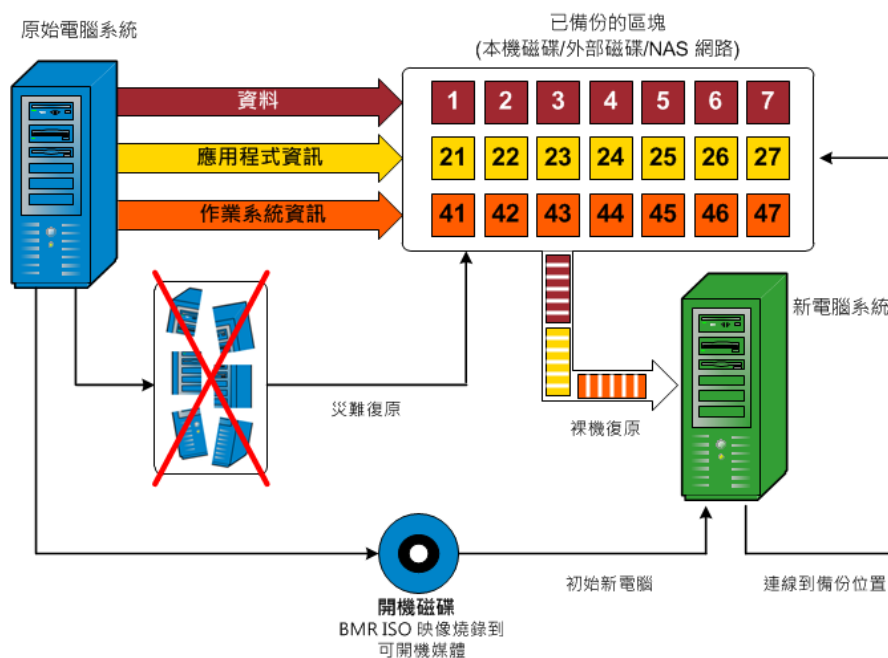 原始電腦系統
已備份的區塊
(本機磁碟/外部磁碟/NAS 網路)
資料
1 2 3 4 5 6 7
應用程式資訊
21 22 23 24 25 26 27
作業系統資訊
41 42 43 44 45 46 47
新電腦系統
災難復原
裸機復原
初始新電腦
連線到備份位置
開機磁碟
BMR ISO 映像燒錄到
可開機媒體